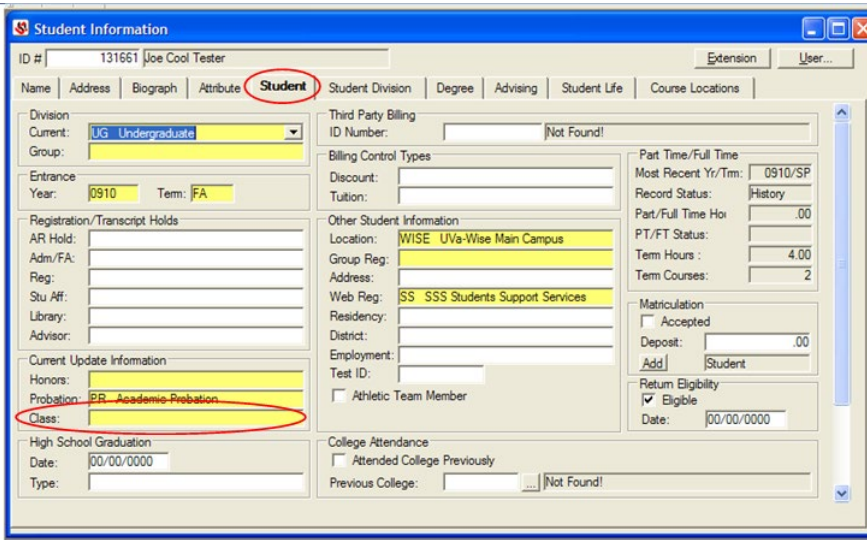 Student Information
ID # 131661 Joe Cool Tester Extension User...
Name Address Biograph Attribute Student Student Division Degree Advising Student Life Course Locations
Division
Current: UG Undergraduate
Group:
Entrance
Year: 0910 Term: FA
Registration/Transcript Holds
AR Hold:
Adm/FA:
Reg:
Stu Aff:
Library:
Advisor:
Current Update Information
Honors:
Probation: PR Academic Probation
Class:
High School Graduation
Date: 00/00/0000
Type:
Third Party Billing
ID Number: Not Found!
Billing Control Types
Discount:
Tuition:
Other Student Information
Location: WISE UVa-Wise Main Campus
Group Reg:
Address:
Web Reg: SS SSS Students Support Services
Residency:
District:
Employment:
Test ID:
Athletic Team Member
College Attendance
Attended College Previously
Previous College: ... Not Found!
Part Time/Full Time
Most Recent Yr/Trm: 0910/SP
Record Status: History
Part/Full Time Hou .00
PT/FT Status:
Term Hours : 4.00
Term Courses: 2
Matriculation
Accepted
Deposit: .00
Add Student
Return Eligibility
Eligible
Date: 00/00/0000